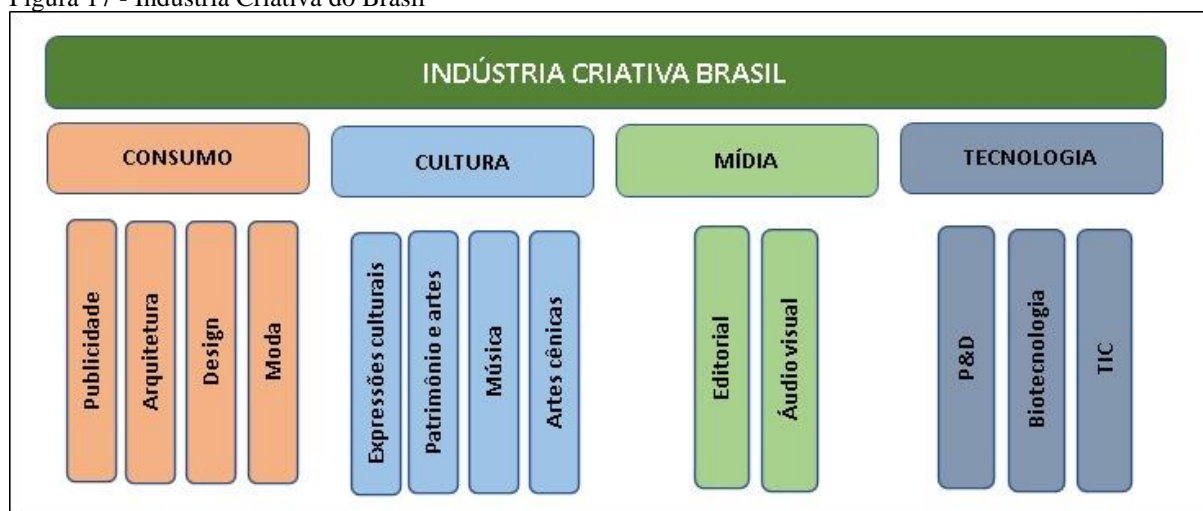 Figura 17 - Indústria Criativa do Brasil
INDÚSTRIA CRIATIVA BRASIL
CONSUMO
CULTURA
MÍDIA
TECNOLOGIA
Publicidade
Arquitetura
Design
Moda
Expressões culturais
Patrimônio e artes
Música
Artes cênicas
Editorial
Áudio visual
P&D
Biotecnologia
TIC